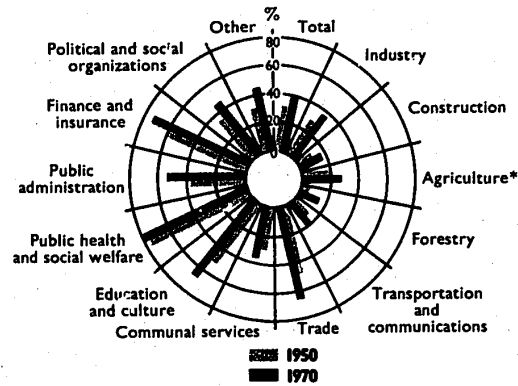 %
80
60
40
20
0
Other
Total
Industry
Construction
Agriculture*
Forestry
Transportation
and
communications
Trade
Communal services
Education
and culture
Public health
and social welfare
Public
administration
Finance and
insurance
Political and social
organizations
1950
1970